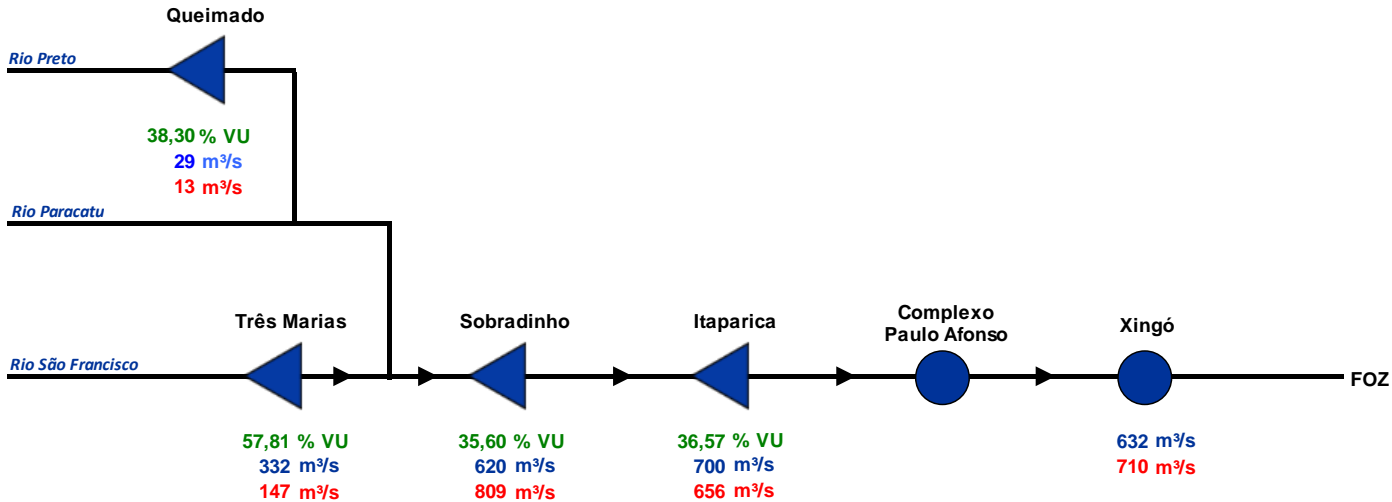 Queimado
Rio Preto
38,30 % VU
29 m³/s
13 m³/s
Rio Paracatu
Três Marias
Sobradinho
Itaparica
Complexo
Paulo Afonso
Xingó
Rio São Francisco
FOZ
57,81 % VU
332 m³/s
147 m³/s
35,60 % VU
620 m³/s
809 m³/s
36,57 % VU
700 m³/s
656 m³/s
632 m³/s
710 m³/s